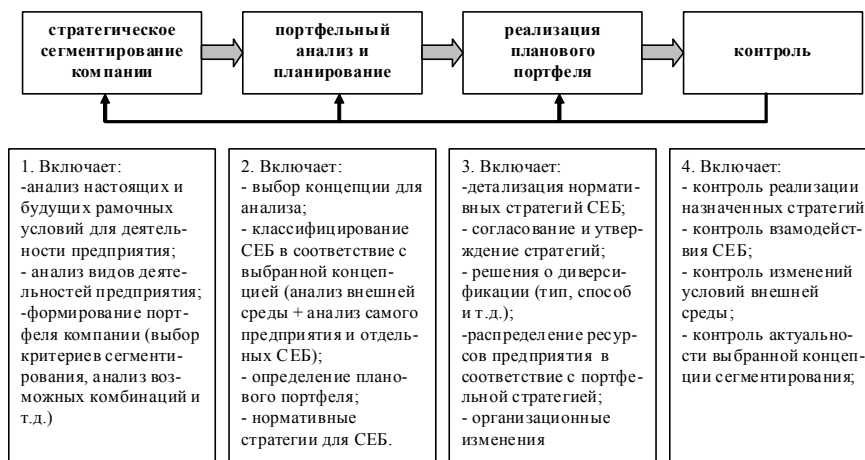 стратегическое
сегментирование
компании
портфельный
анализ и
планирование
реализация
планового
портфеля
контроль
1. Включает:
-анализ настоящих и
будущих рамочных
условий для деятель-
ности предприятия;
- анализ видов деяте-
льностей предприятия;
-формирование порт-
феля компании (выбор
критериев сегменти-
рования, анализ воз-
можных комбинаций и
т.д.)
2. Включает:
- выбор концепции для
анализа;
- классифицирование
СЕБ в соответствие с
выбранной концеп-
цией (анализ внешней
среды + анализ самого
предприятия и отдель-
ных СЕБ);
- определение плано-
вого портфеля;
- нормативные
стратегии для СЕБ.
3. Включает:
-детализация нормати-
вных стратегий СЕБ;
- согласование и утвер-
ждение стратегий;
- решения о диверси-
фикации (тип, способ
и т.д.);
-распределение ресур-
сов предприятия в
соответствие с портфе-
льной стратегией;
- организационные
изменения
4. Включает:
- контроль реализации
назначенных стратегий
- контроль взамодейст-
вия СЕБ;
- контроль изменений
условий внешней
среды;
- контроль актуально-
сти выбранной концеп-
ции сегментирования;